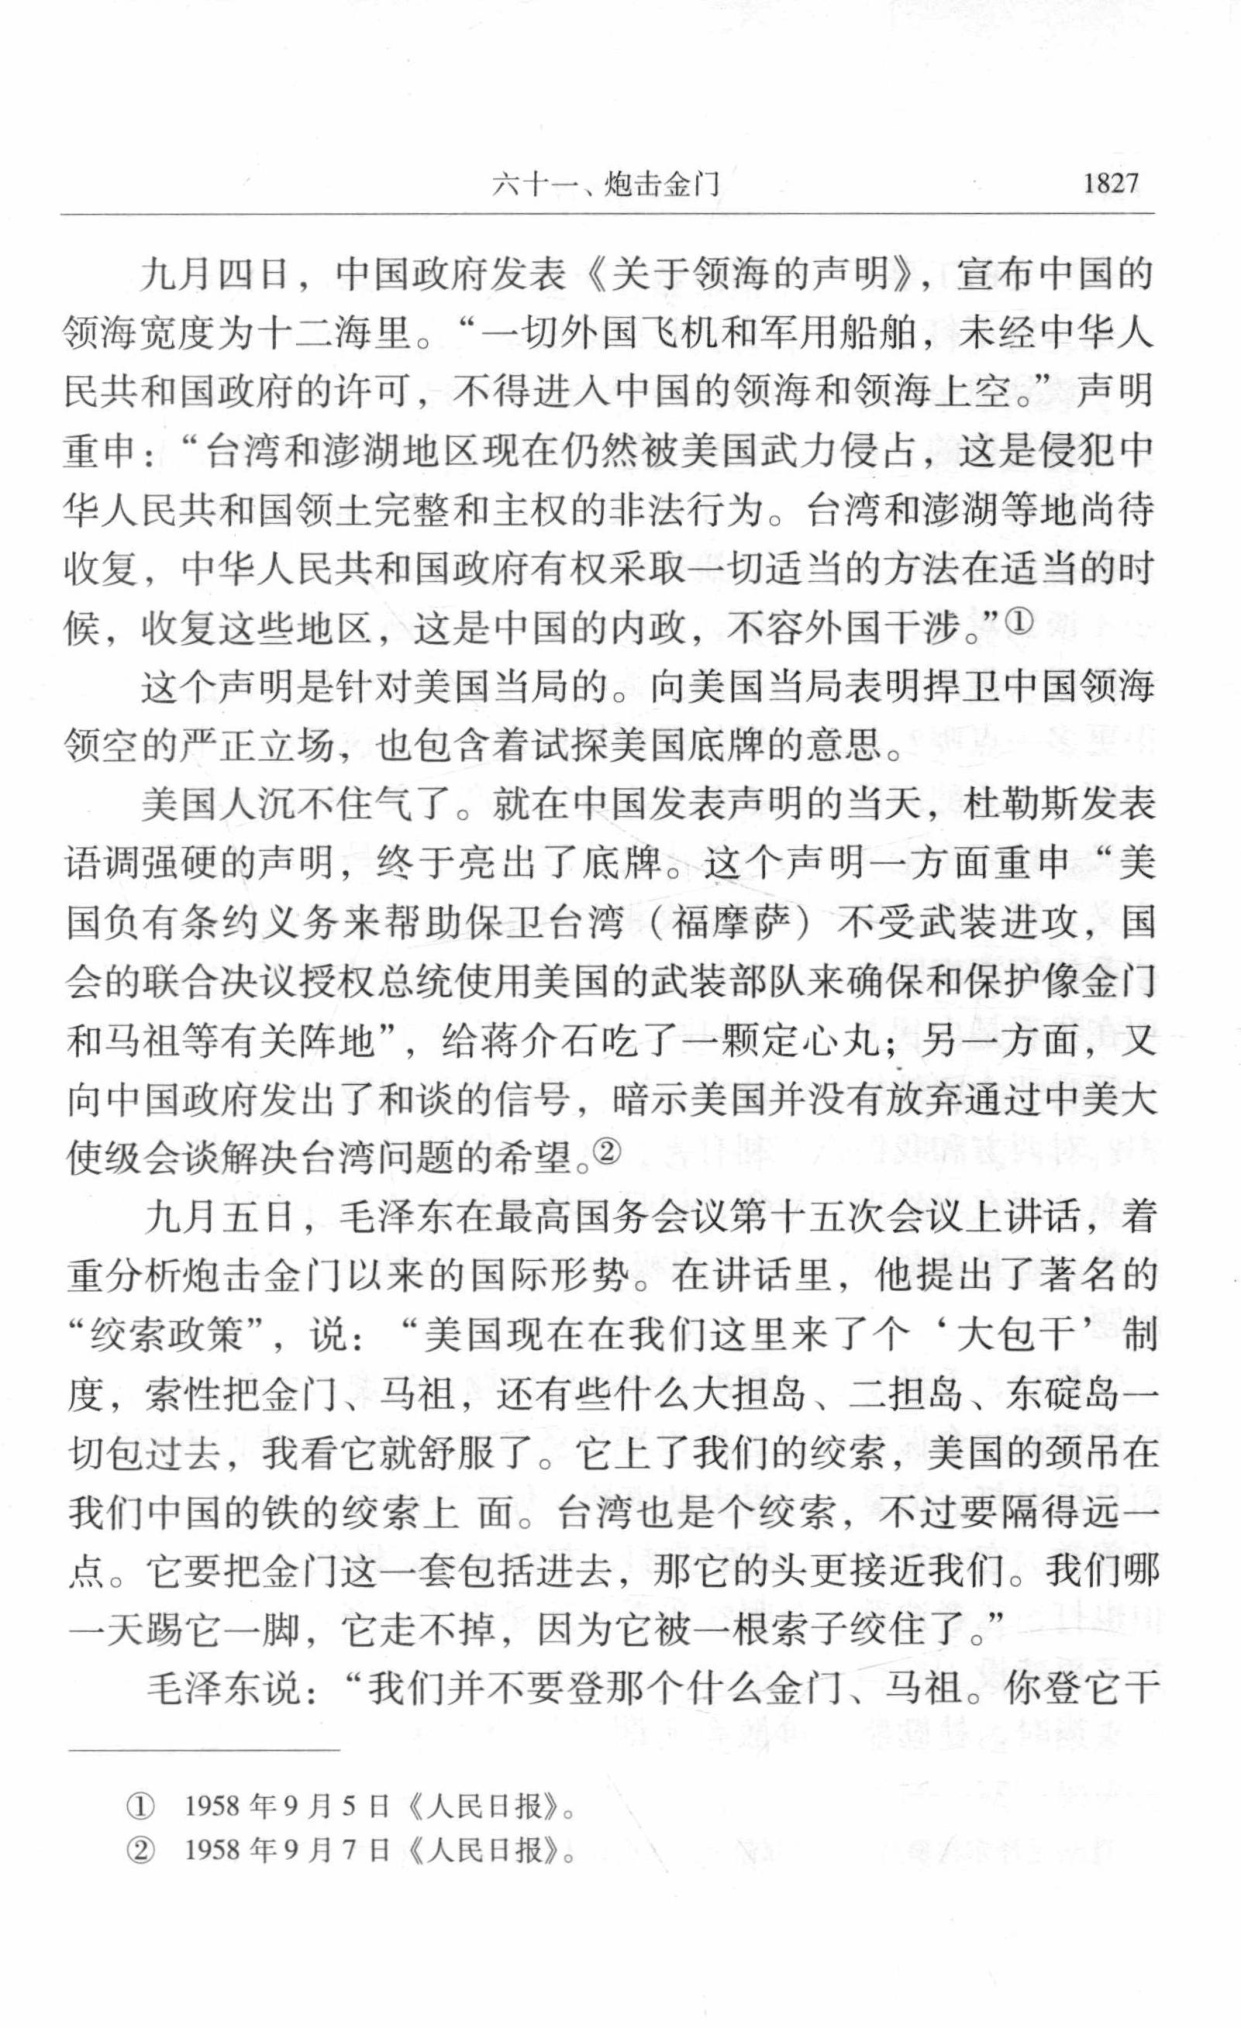 六十一、炮击金门 1827
九月四日，中国政府发表《关于领海的声明》，宣布中国的
领海宽度为十二海里。“一切外国飞机和军用船舶，未经中华人
民共和国政府的许可，不得进入中国的领海和领海上空。”声明
重申：“台湾和澎湖地区现在仍然被美国武力侵占，这是侵犯中
华人民共和国领土完整和主权的非法行为。台湾和澎湖等地尚待
收复，中华人民共和国政府有权采取一切适当的方法在适当的时
候，收复这些地区，这是中国的内政，不容外国干涉。”①
这个声明是针对美国当局的。向美国当局表明捍卫中国领海
领空的严正立场，也包含着试探美国底牌的意思。
美国人沉不住气了。就在中国发表声明的当天，杜勒斯发表
语调强硬的声明，终于亮出了底牌。这个声明一方面重申“美
国负有条约义务来帮助保卫台湾（福摩萨）不受武装进攻，国
会的联合决议授权总统使用美国的武装部队来确保和保护像金门
和马祖等有关阵地”，给蒋介石吃了一颗定心丸；另一方面，又
向中国政府发出了和谈的信号，暗示美国并没有放弃通过中美大
使级会谈解决台湾问题的希望。②
九月五日，毛泽东在最高国务会议第十五次会议上讲话，着
重分析炮击金门以来的国际形势。在讲话里，他提出了著名的
“绞索政策”，说：“美国现在在我们这里来了个‘大包干’制
度，索性把金门、马祖，还有些什么大担岛、二担岛、东碇岛一
切包过去，我看它就舒服了。它上了我们的绞索，美国的颈吊在
我们中国的铁的绞索上 面。台湾也是个绞索，不过要隔得远一
点。它要把金门这一套包括进去，那它的头更接近我们。我们哪
一天踢它一脚，它走不掉，因为它被一根索子绞住了。”
毛泽东说：“我们并不要登那个什么金门、马祖。你登它干
① 1958年9月5日《人民日报》。
② 1958年9月7日《人民日报》。